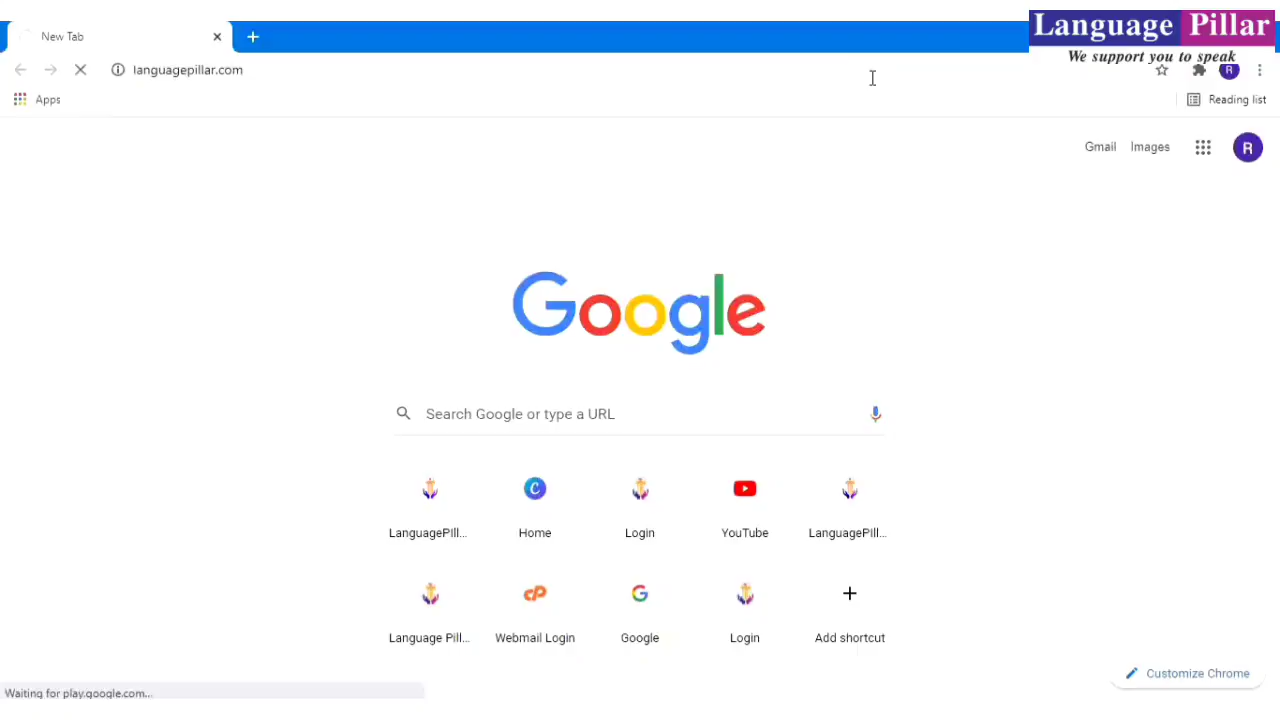 Language Pillar
We support you to speak
New Tab
languagepillar.com
R
Apps
Reading list
Gmail
Images
R
Google
Search Google or type a URL
LanguagePIll...
Home
Login
YouTube
LanguagePill...
Language Pill...
Webmail Login
Google
Login
Add shortcut
Customize Chrome
Waiting for play.google.com...